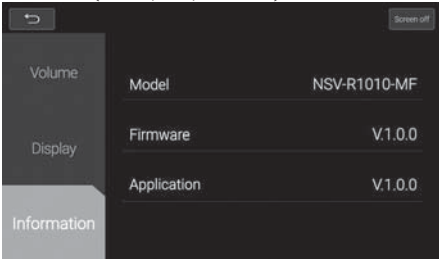 Screen off
Volume
Model NSV-R1010-MF
Firmware V.1.0.0
Display
Application V.1.0.0
Information